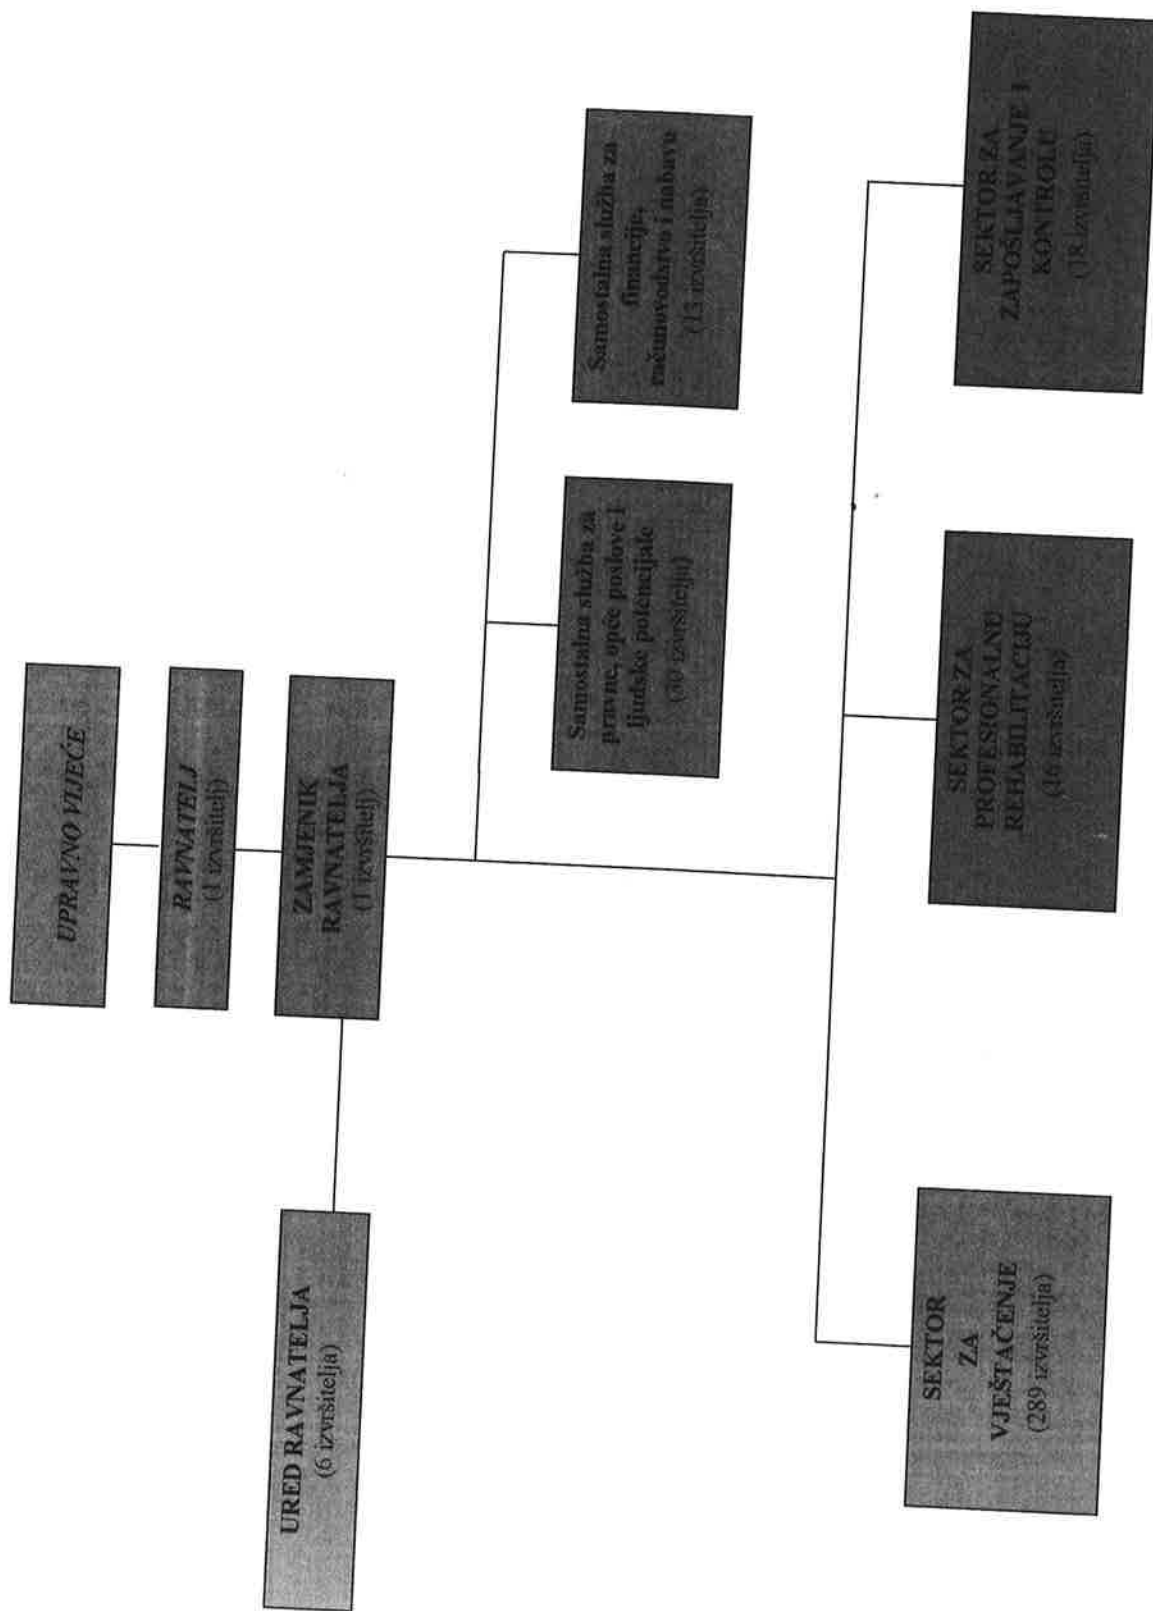 UPRAVNO VIJEĆE
RAVNATELJ
(1 izvršitelj)
ZAMJENIK
RAVNATELJA
(1 izvršitelj)
URED RAVNATELJA
(6 izvršitelja)
Samostalna služba za
pravne, opće poslove i
ljudske potencijale
(30 izvršitelja)
Samostalna služba za
financije,
računovodstvo i nabavu
(13 izvršitelja)
SEKTOR
ZA
VJEŠTAČENJE
(289 izvršitelja)
SEKTOR ZA
PROFESIONALNE
REHABILITACIJU
(16 izvršitelja)
SEKTOR ZA
ZAPOŠLJAVANJE I
KONTROLU
(18 izvršitelja)